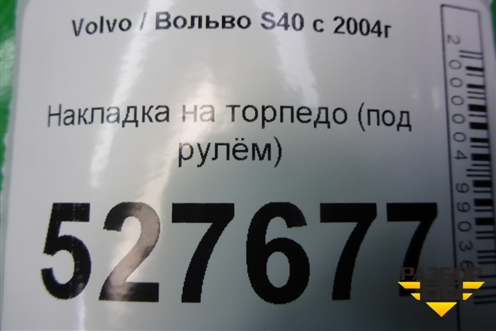 Volvo / Вольво S40 с 2004г
Накладка на торпедо (под
рулём)
527677